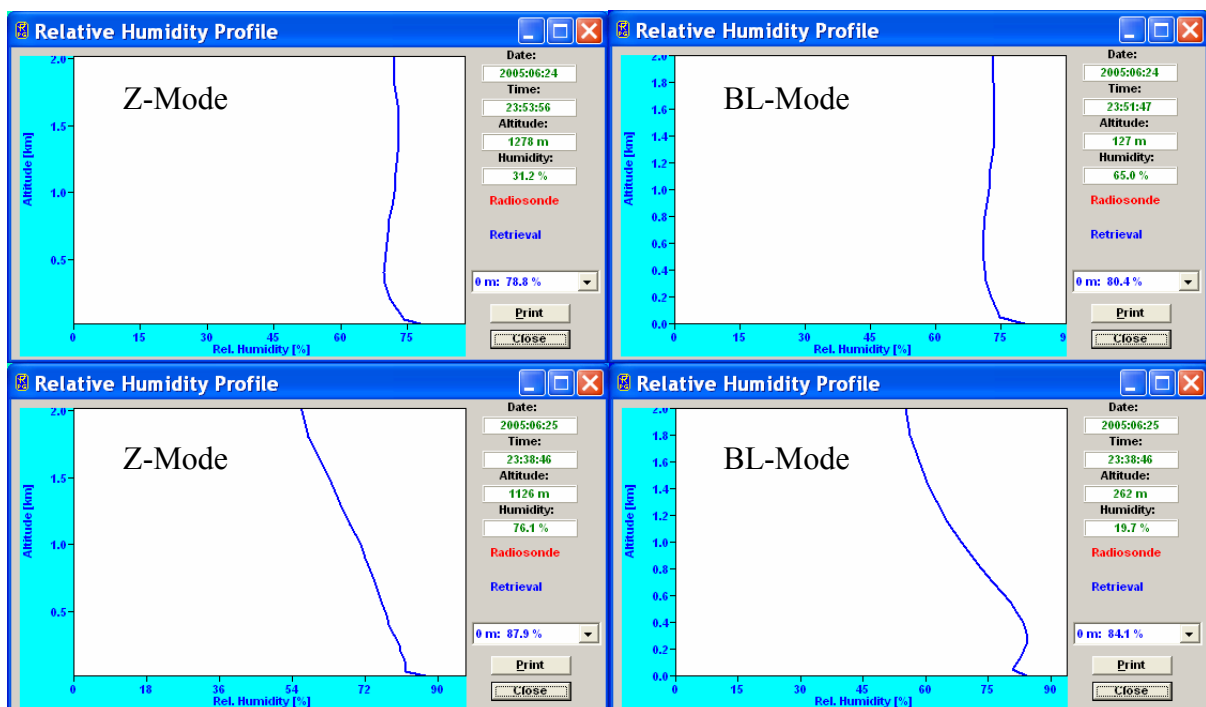 Relative Humidity Profile
Z-Mode
Altitude [km]
2.0
1.5
1.0
0.5
0 15 30 45 60 75
Rel. Humidity [%]
Date:
2005:06:24
Time:
23:53:56
Altitude:
1278 m
Humidity:
31.2 %
Radiosonde
Retrieval
0 m: 78.8 %
Print
Close
Relative Humidity Profile
BL-Mode
Altitude [km]
2.0
1.8
1.6
1.4
1.2
1.0
0.8
0.6
0.4
0.2
0.0
0 15 30 45 60 75 9
Rel. Humidity [%]
Date:
2005:06:24
Time:
23:51:47
Altitude:
127 m
Humidity:
65.0 %
Radiosonde
Retrieval
0 m: 80.4 %
Print
Close
Relative Humidity Profile
Z-Mode
Altitude [km]
2.0
1.5
1.0
0.5
0 18 36 54 72 90
Rel. Humidity [%]
Date:
2005:06:25
Time:
23:38:46
Altitude:
1126 m
Humidity:
76.1 %
Radiosonde
Retrieval
0 m: 87.9 %
Print
Close
Relative Humidity Profile
BL-Mode
Altitude [km]
2.0
1.8
1.6
1.4
1.2
1.0
0.8
0.6
0.4
0.2
0.0
0 15 30 45 60 75 90
Rel. Humidity [%]
Date:
2005:06:25
Time:
23:38:46
Altitude:
262 m
Humidity:
19.7 %
Radiosonde
Retrieval
0 m: 84.1 %
Print
Close